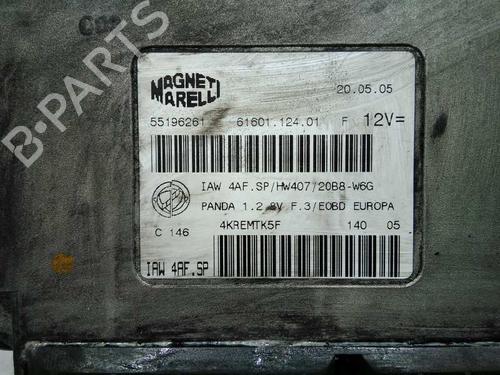 B-PARTS
MAGNETI
MARELLI
20.05.05
55196261 61601.124.01 F 12V=
IAW 4AF.SP/HW407/20B8-W6G
PANDA 1.2 8V F.3/EOBD EUROPA
C 146 4KREMTK5F 140 05
IAW 4AF.SP